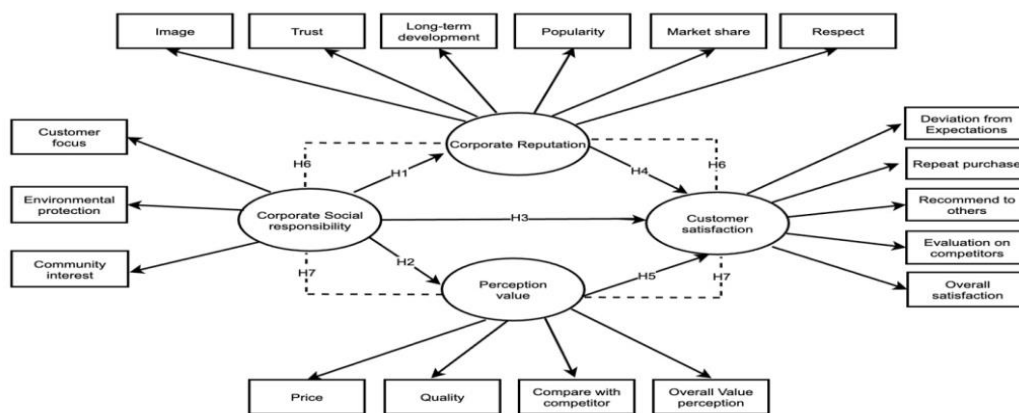 Image
Trust
Long-term
development
Popularity
Market share
Respect
Customer
focus
Environmental
protection
Community
interest
Corporate Reputation
H6
H1
H4
H6
Corporate Social
responsibility
H3
Customer
satisfaction
H7
H2
H5
H7
Perception
value
Deviation from
Expectations
Repeat purchase
Recommend to
others
Evaluation on
competitors
Overall
satisfaction
Price
Quality
Compare with
competitor
Overall Value
perception